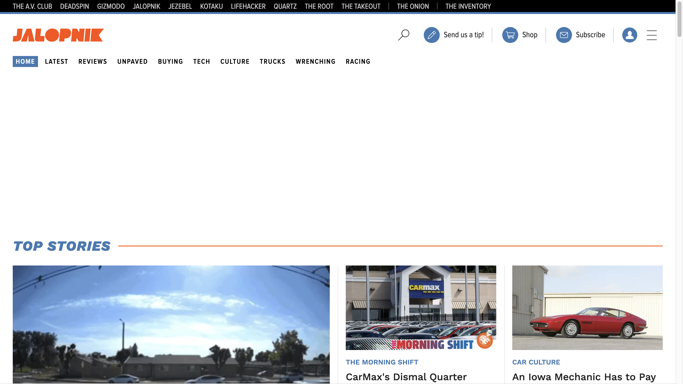 THE A.V. CLUB DEADSPIN GIZMODO JALOPNIK JEZEBEL KOTAKU LIFEHACKER QUARTZ THE ROOT THE TAKEOUT THE ONION THE INVENTORY
JALOPNIK
Send us a tip! Shop Subscribe
HOME LATEST REVIEWS UNPAVED BUYING TECH CULTURE TRUCKS WRENCHING RACING
TOP STORIES
CARMAX
THE MORNING SHIFT
THE MORNING SHIFT CAR CULTURE
CarMax's Dismal Quarter An Iowa Mechanic Has to Pay